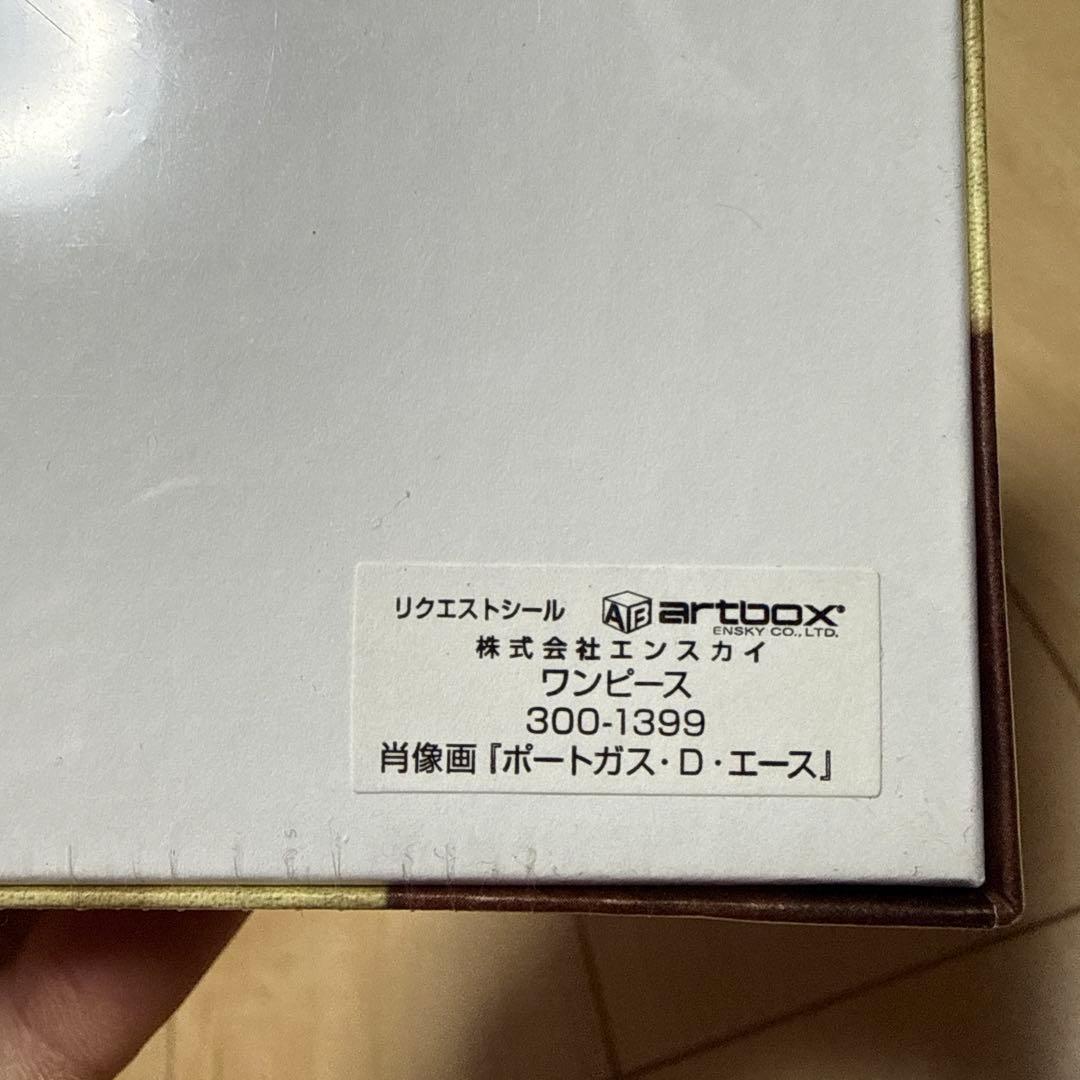 リクエストシール AB artbox
ENSKY CO., LTD.
株式会社エンスカイ
ワンピース
300-1399
肖像画『ポートガス・D・エース』